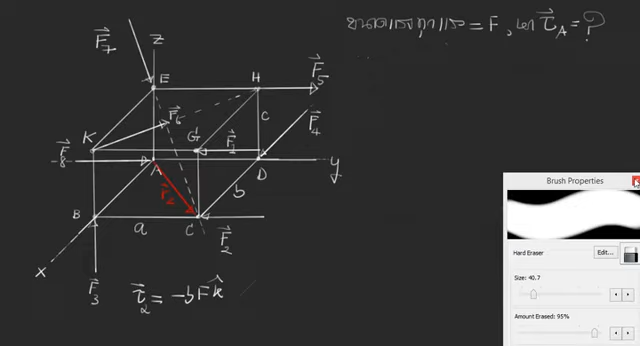 ขนาดแรงทุกแรง = F , หา τ⃗_A = ?
F⃗₇
Z
E
H
F⃗₅
F⃗₆
C
F⃗₄
K
G
F⃗₁
F⃗₈
A
D
y
r⃗₂
b
B
a
C
F⃗₂
x
F⃗₃
τ⃗₂ = -bF k̂
Brush Properties
Hard Eraser
Edit...
Size: 40.7
Amount Erased: 95%